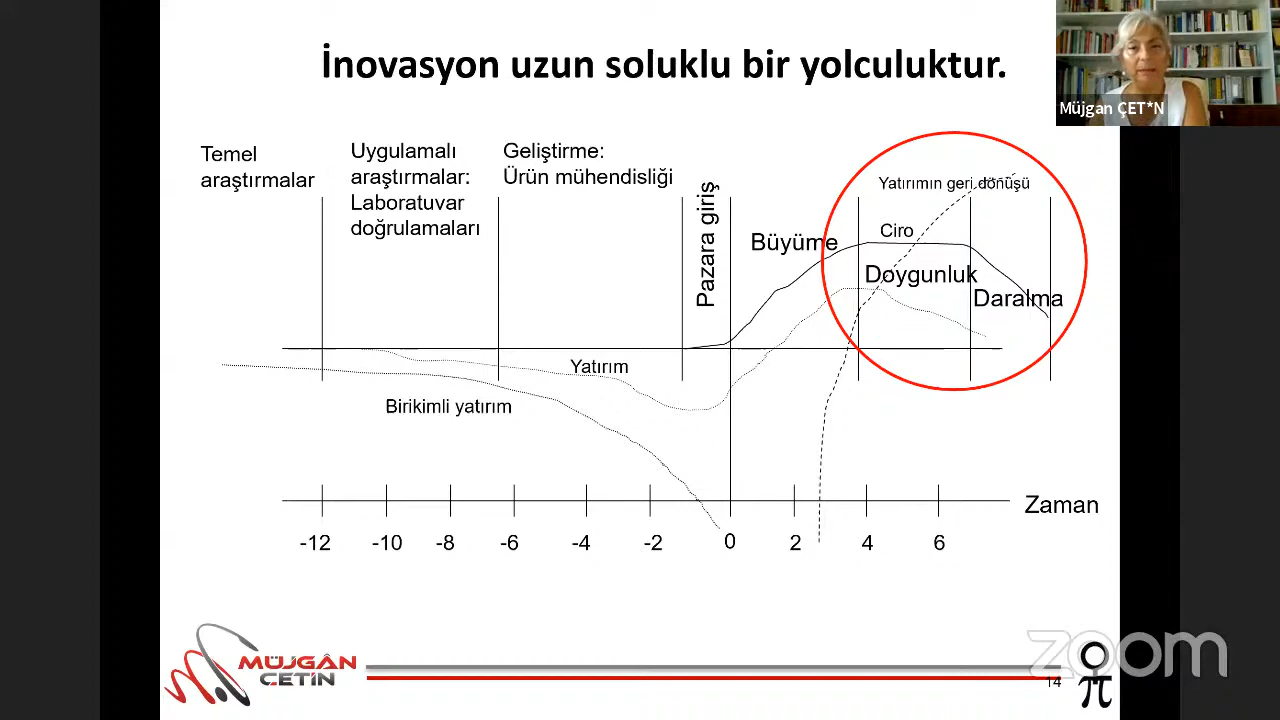 İnovasyon uzun soluklu bir yolculuktur.
Müjgan ÇET*N
Temel
araştırmalar
Uygulamalı
araştırmalar:
Laboratuvar
doğrulamaları
Geliştirme:
Ürün mühendisliği
Pazara giriş
Büyüme
Yatırımın geri dönüşü
Ciro
Doygunluk
Daralma
Yatırım
Birikimli yatırım
Zaman
-12 -10 -8 -6 -4 -2 0 2 4 6
MÜJGÂN
ÇETİN
zoom
14
π